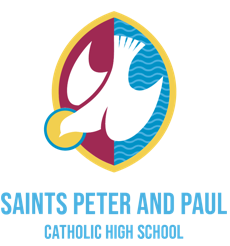 SAINTS PETER AND PAUL
CATHOLIC HIGH SCHOOL